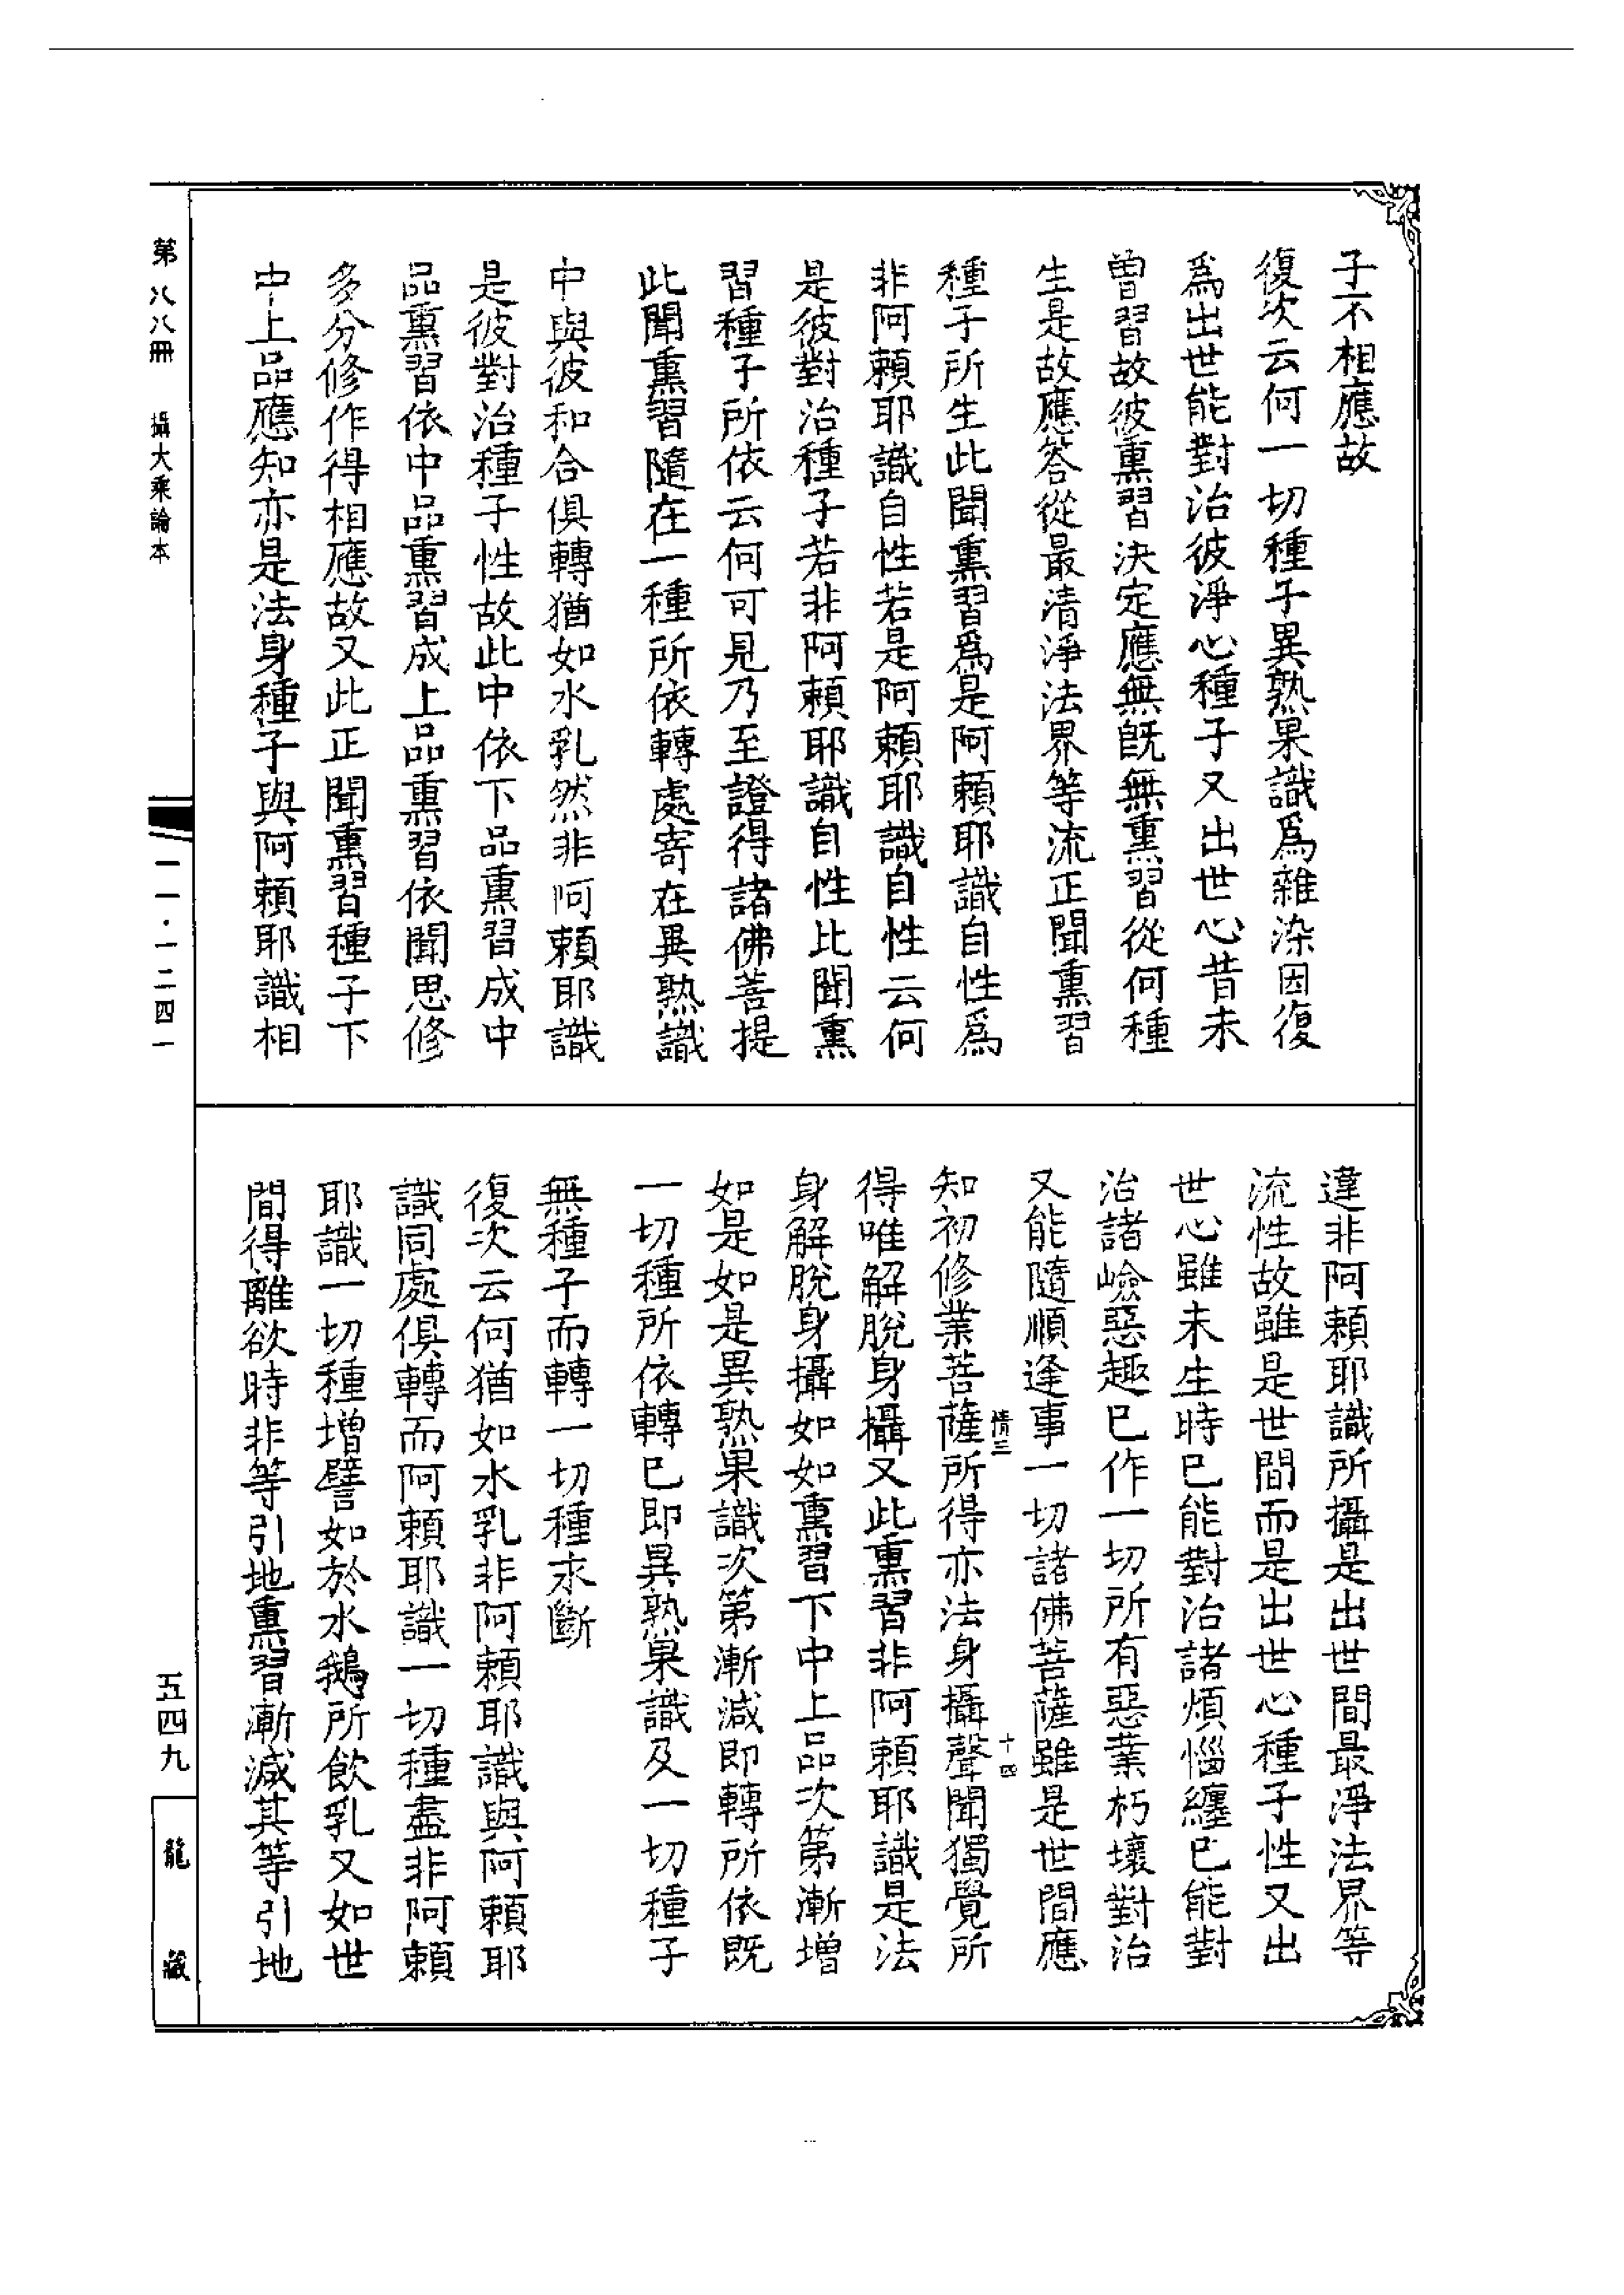 子不相應故
復次云何一切種子異熟果識爲雜染因復
爲出世能對治彼淨心種子又出世心昔未
曽習故彼熏習決定應無旣無熏習從何種
生是故應答從最清淨法界等流正聞熏習
種子所生此聞熏習爲是阿賴耶識自性爲
非阿賴耶識自性若是阿賴耶識自性云何
是彼對治種子若非阿賴耶識自性比聞熏
習種子所依云何可見乃至證得諸佛菩提
此聞熏習隨在一種所依轉處寄在異熟識
中與彼和合俱轉猶如水乳然非阿賴耶識
是彼對治種子性故此中依下品熏習成中
品熏習依中品熏習成上品熏習依聞思修
多分修作得相應故又此正聞熏習種子下
中上品應知亦是法身種子與阿賴耶識相
違非阿賴耶識所攝是出世間最淨法界等
流性故雖是世間而是出世心種子性又出
世心雖未生時已能對治諸煩惱纏已能對
治諸嶮惡趣已作一切所有惡業朽壞對治
又能隨順逢事一切諸佛菩薩雖是世間應
情三 十四
知初修業菩薩所得亦法身攝聲聞獨覺所
得唯解脫身攝又此熏習非阿賴耶識是法
身解脫身攝如如熏習下中上品次第漸增
如是如是異熟果識次第漸減即轉所依旣
一切種所依轉已即異熟果識及一切種子
無種子而轉一切種永斷
復次云何猶如水乳非阿賴耶識與阿賴耶
識同處俱轉而阿賴耶識一切種盡非阿賴
耶識一切種增譬如於水鵝所飲乳又如世
間得離欲時非等引地熏習漸減其等引地
第八八冊 攝大乘論本
一一·一二四一
五四九
龍藏